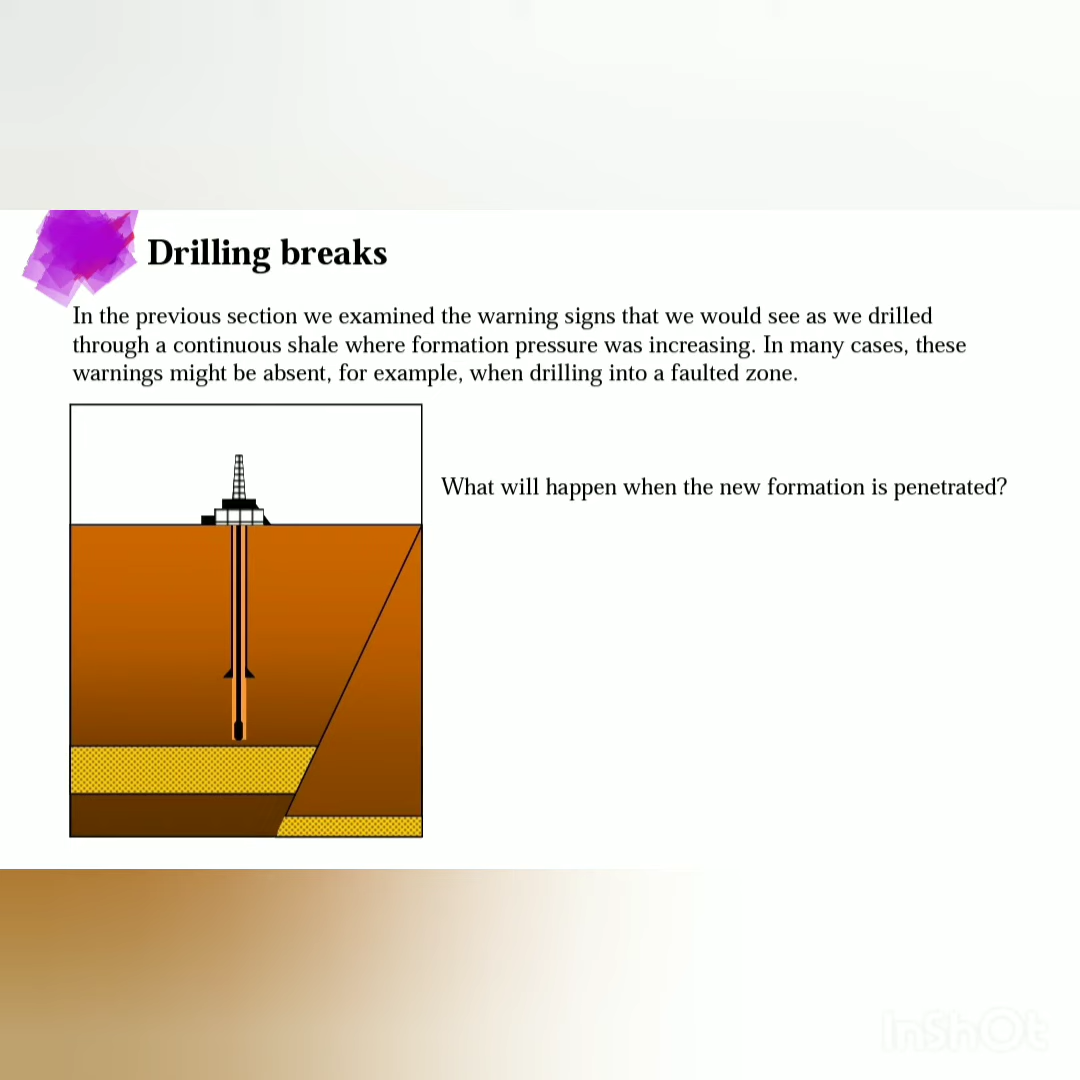 Drilling breaks
In the previous section we examined the warning signs that we would see as we drilled
through a continuous shale where formation pressure was increasing. In many cases, these
warnings might be absent, for example, when drilling into a faulted zone.
What will happen when the new formation is penetrated?
InShOt